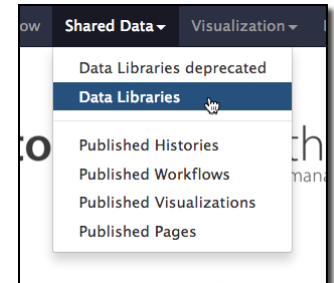 ow Shared Data Visualization
Data Libraries deprecated
Data Libraries
Published Histories
Published Workflows
Published Visualizations
Published Pages